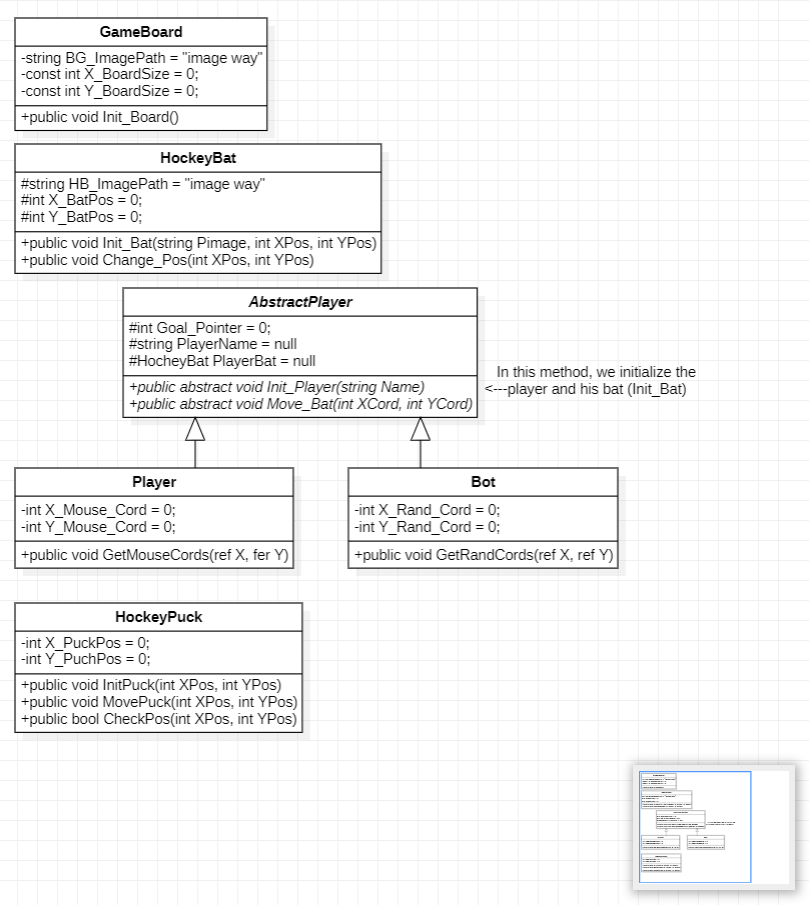 GameBoard
-string BG_ImagePath = "image way"
-const int X_BoardSize = 0;
-const int Y_BoardSize = 0;
+public void Init_Board()
HockeyBat
#string HB_ImagePath = "image way"
#int X_BatPos = 0;
#int Y_BatPos = 0;
+public void Init_Bat(string Pimage, int XPos, int YPos)
+public void Change_Pos(int XPos, int YPos)
AbstractPlayer
#int Goal_Pointer = 0;
#string PlayerName = null
#HocheyBat PlayerBat = null
+public abstract void Init_Player(string Name)
+public abstract void Move_Bat(int XCord, int YCord)
In this method, we initialize the
<---player and his bat (Init_Bat)
Player
-int X_Mouse_Cord = 0;
-int Y_Mouse_Cord = 0;
+public void GetMouseCords(ref X, fer Y)
Bot
-int X_Rand_Cord = 0;
-int Y_Rand_Cord = 0;
+public void GetRandCords(ref X, ref Y)
HockeyPuck
-int X_PuckPos = 0;
-int Y_PuchPos = 0;
+public void InitPuck(int XPos, int YPos)
+public void MovePuck(int XPos, int YPos)
+public bool CheckPos(int XPos, int YPos)